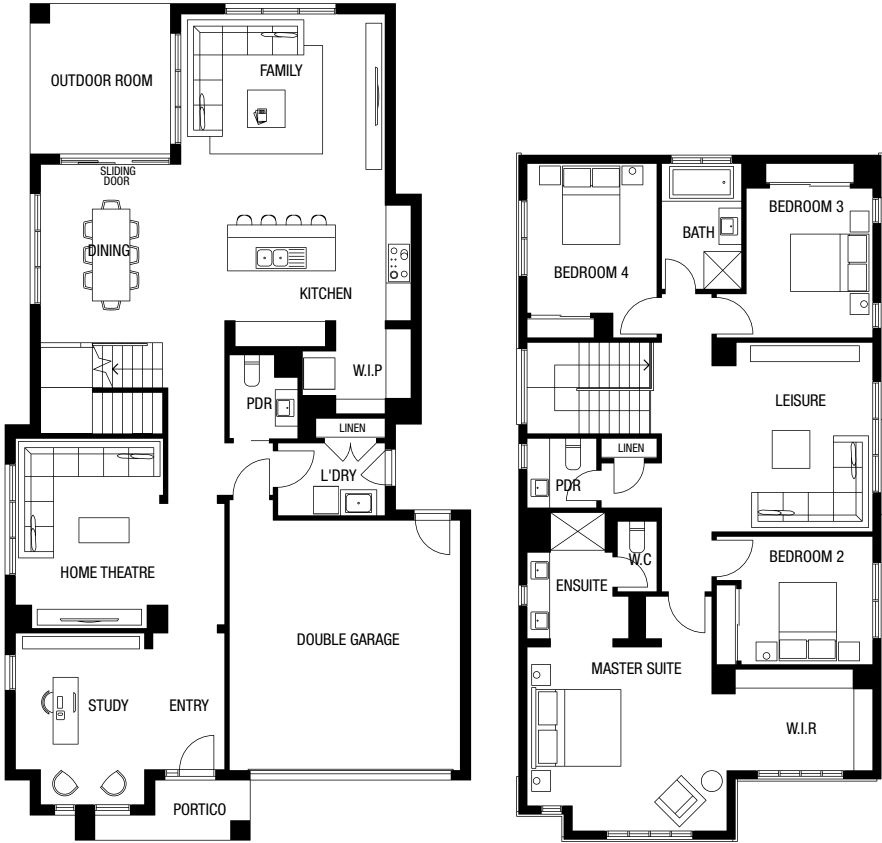 OUTDOOR ROOM
FAMILY
SLIDING
DOOR
DINING
KITCHEN
W.I.P
PDR
LINEN
L'DRY
HOME THEATRE
DOUBLE GARAGE
STUDY
ENTRY
PORTICO
BEDROOM 3
BATH
BEDROOM 4
LEISURE
LINEN
PDR
W.C
BEDROOM 2
ENSUITE
MASTER SUITE
W.I.R